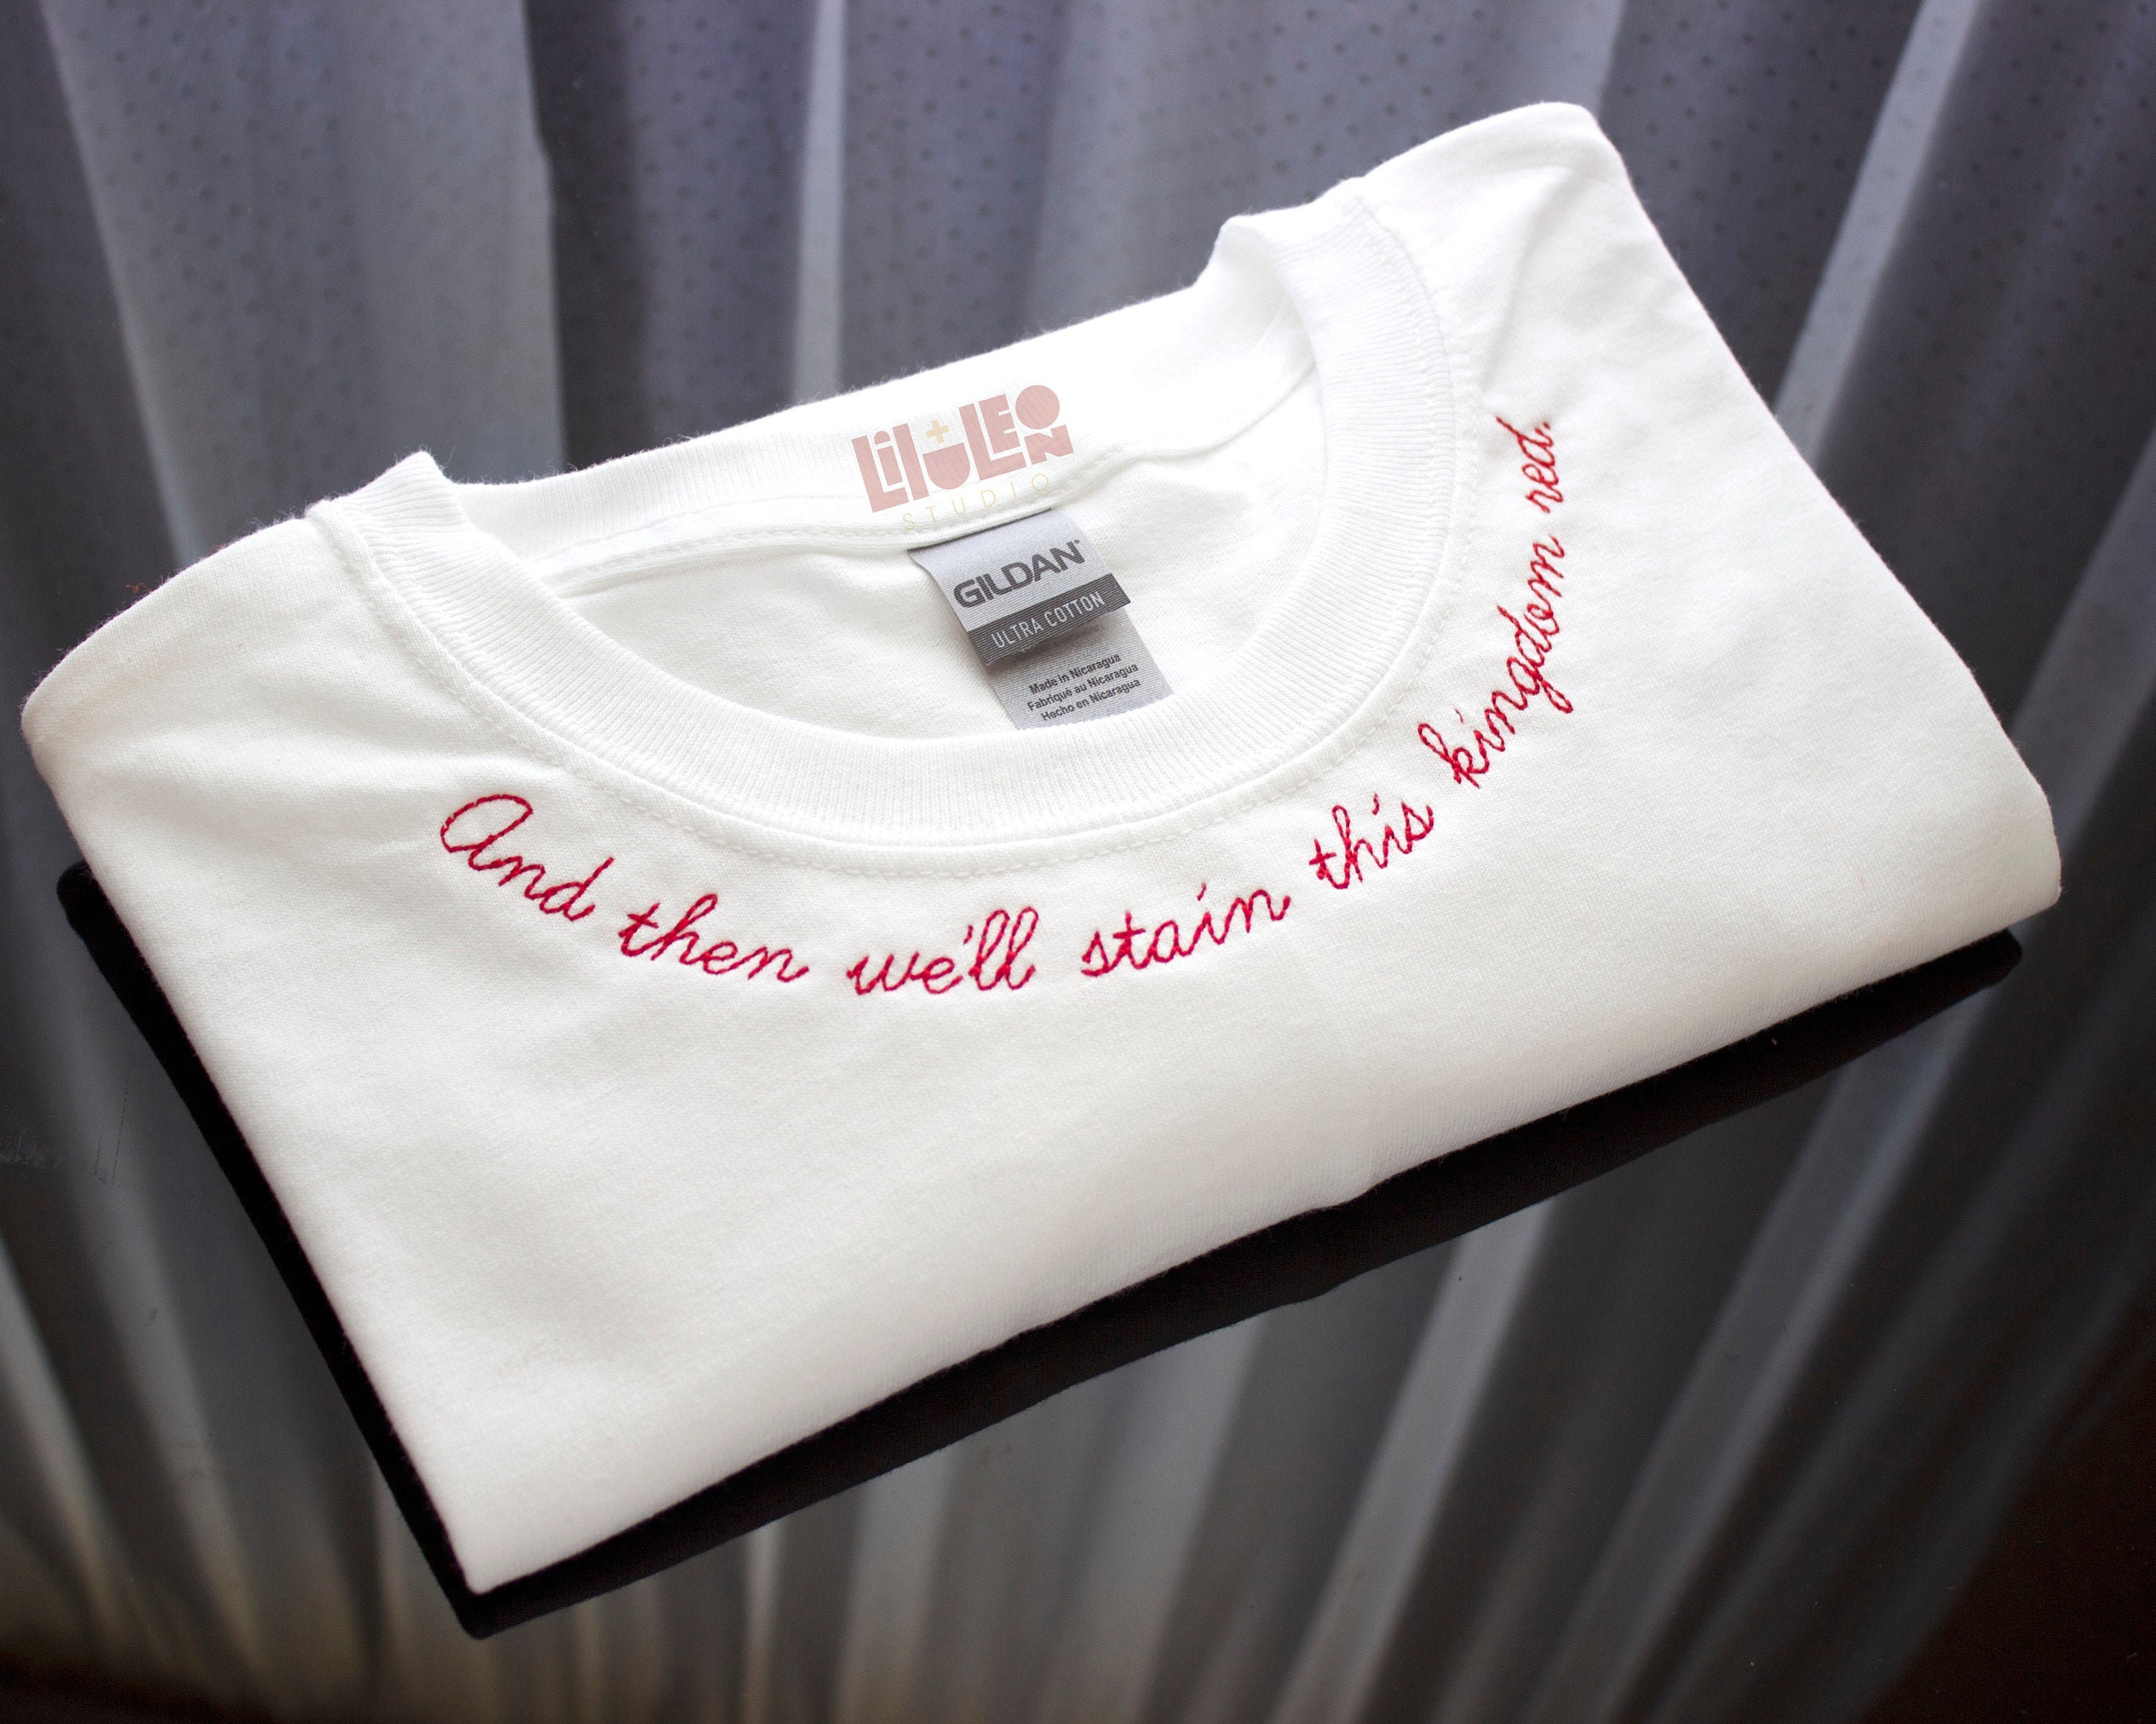 LiLu+LEON
STUDIO
GILDAN®
ULTRA COTTON
Made in Nicaragua
Fabriqué au Nicaragua
Hecho en Nicaragua
And then we'll stain this kingdom red.